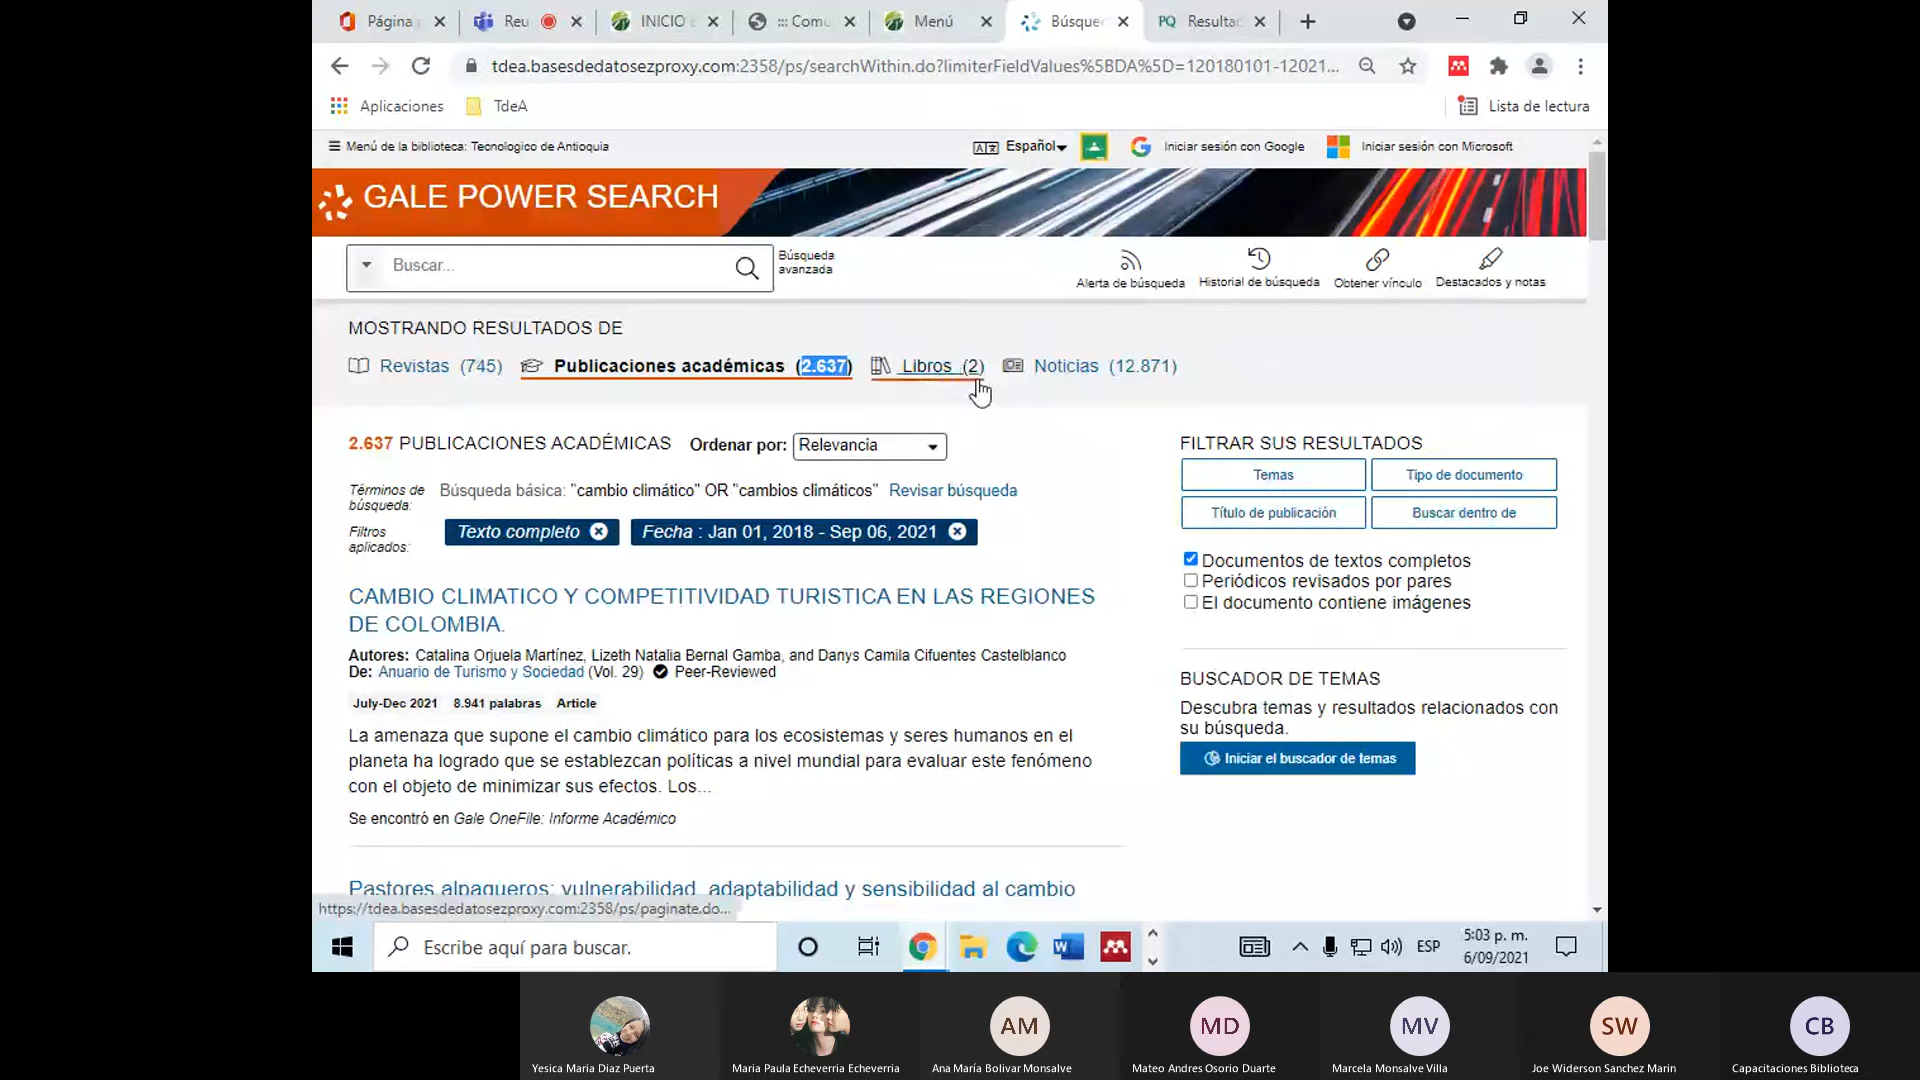 Página
Reu
INICIO
::: Comu
Menú
Búsque
PQ Resultad
tdea.basesdedatosezproxy.com:2358/ps/searchWithin.do?limiterFieldValues%5BDA%5D=120180101-12021...
Aplicaciones TdeA Lista de lectura
Menú de la biblioteca: Tecnologico de Antioquia Español Iniciar sesión con Google Iniciar sesión con Microsoft
GALE POWER SEARCH
Buscar...
Búsqueda
avanzada
Alerta de búsqueda Historial de búsqueda Obtener vínculo Destacados y notas
MOSTRANDO RESULTADOS DE
Revistas (745) Publicaciones académicas (2.637) Libros (2) Noticias (12.871)
2.637 PUBLICACIONES ACADÉMICAS Ordenar por: Relevancia
Términos de
búsqueda:
Búsqueda básica: "cambio climático" OR "cambios climáticos" Revisar búsqueda
Filtros
aplicados:
Texto completo Fecha : Jan 01, 2018 - Sep 06, 2021
CAMBIO CLIMATICO Y COMPETITIVIDAD TURISTICA EN LAS REGIONES
DE COLOMBIA.
Autores: Catalina Orjuela Martínez, Lizeth Natalia Bernal Gamba, and Danys Camila Cifuentes Castelblanco
De: Anuario de Turismo y Sociedad (Vol. 29) Peer-Reviewed
July-Dec 2021 8.941 palabras Article
La amenaza que supone el cambio climático para los ecosistemas y seres humanos en el
planeta ha logrado que se establezcan políticas a nivel mundial para evaluar este fenómeno
con el objeto de minimizar sus efectos. Los...
Se encontró en Gale OneFile: Informe Académico
Pastores alpaqueros: vulnerabilidad, adaptabilidad y sensibilidad al cambio
FILTRAR SUS RESULTADOS
Temas Tipo de documento
Título de publicación Buscar dentro de
Documentos de textos completos
Periódicos revisados por pares
El documento contiene imágenes
BUSCADOR DE TEMAS
Descubra temas y resultados relacionados con
su búsqueda.
Iniciar el buscador de temas
https://tdea.basesdedatosezproxy.com:2358/ps/paginate.do...
Escribe aquí para buscar.
ESP
5:03 p. m.
6/09/2021
AM MD MV SW CB
Yesica Maria Diaz Puerta Maria Paula Echeverria Echeverria Ana María Bolivar Monsalve Mateo Andres Osorio Duarte Marcela Monsalve Villa Joe Widerson Sanchez Marin Capacitaciones Biblioteca